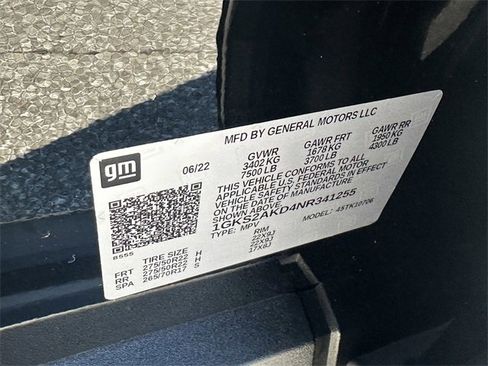 gm
MFD BY GENERAL MOTORS LLC
06/22 GVWR GAWR FRT GAWR RR
3402 KG 1678 KG 1950 KG
7500 LB 3700 LB 4300 LB
THIS VEHICLE CONFORMS TO ALL
APPLICABLE FEDERAL MOTOR
VEHICLE SAFETY STANDARDS IN EFFECT
ON THE DATE OF MANUFACTURE
SHOWN ABOVE.
1GKS2AKD4NR341255
TYPE: MPV MODEL: 45TK10706
8555
TIRE SIZE RIM
FRT 275/50R22 H 22X9J
RR 275/50R22 H 22X9J
SPA 265/70R17 S 17X8J